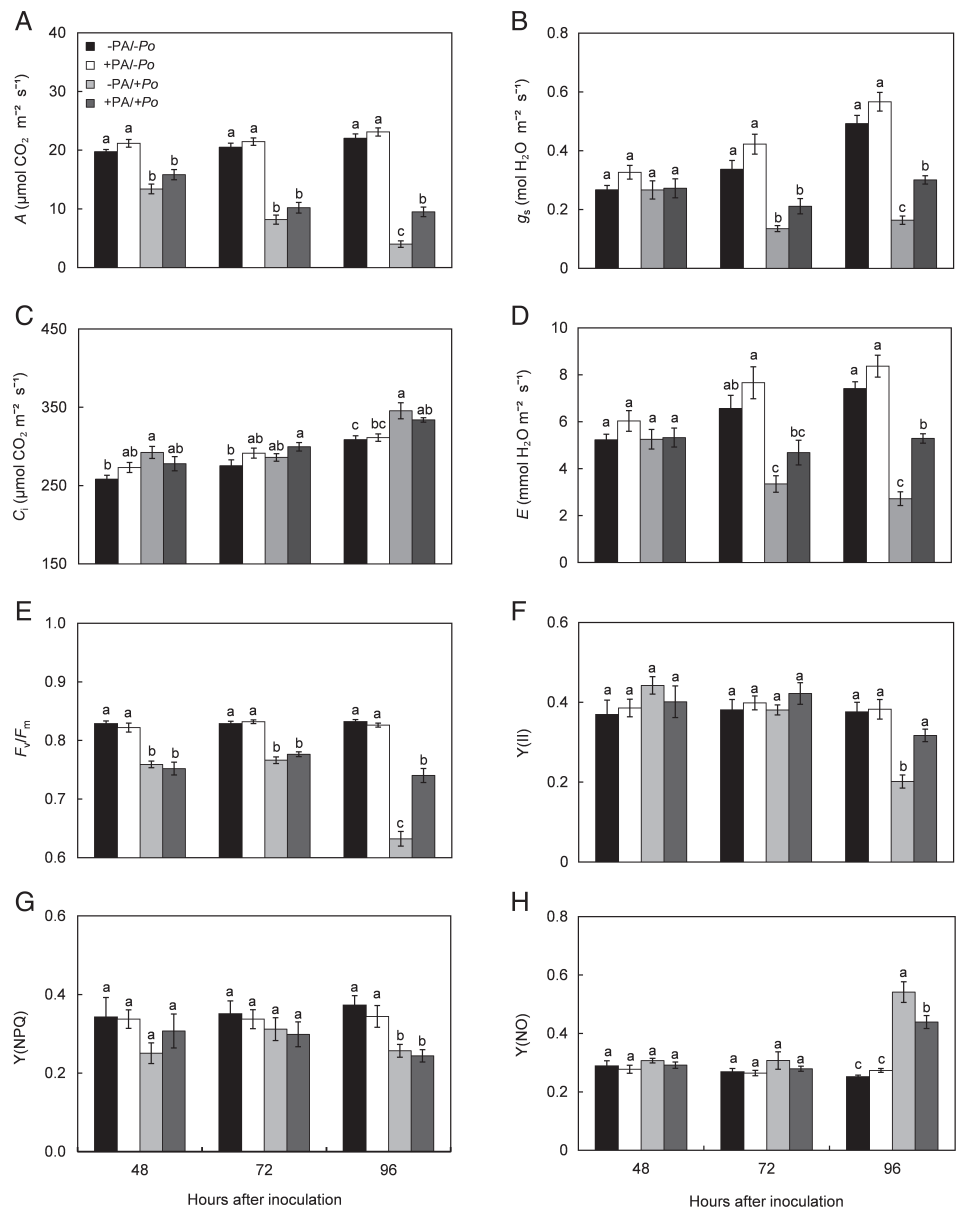 A
40
30
20
10
0
A (μmol CO₂ m⁻² s⁻¹)
-PA/-Po
+PA/-Po
-PA/+Po
+PA/+Po
a a b b
a a b b
a a c b
B
0.8
0.6
0.4
0.2
0
gs (mol H₂O m⁻² s⁻¹)
a a a a
a a b b
a a c b
C
450
350
250
150
Ci (μmol CO₂ m⁻² s⁻¹)
b ab a ab
b ab ab a
c bc a ab
D
10
8
6
4
2
0
E (mmol H₂O m⁻² s⁻¹)
a a a a
ab a c bc
a a c b
E
1.0
0.9
0.8
0.7
0.6
Fv/Fm
a a b b
a a b b
a a c b
F
0.6
0.4
0.2
0
Y(II)
a a a a
a a a a
a a b a
G
0.6
0.4
0.2
0.0
Y(NPQ)
a a a a
a a a a
a a b b
48 72 96
Hours after inoculation
H
0.8
0.6
0.4
0.2
0
Y(NO)
a a a a
a a a a
c c a b
48 72 96
Hours after inoculation